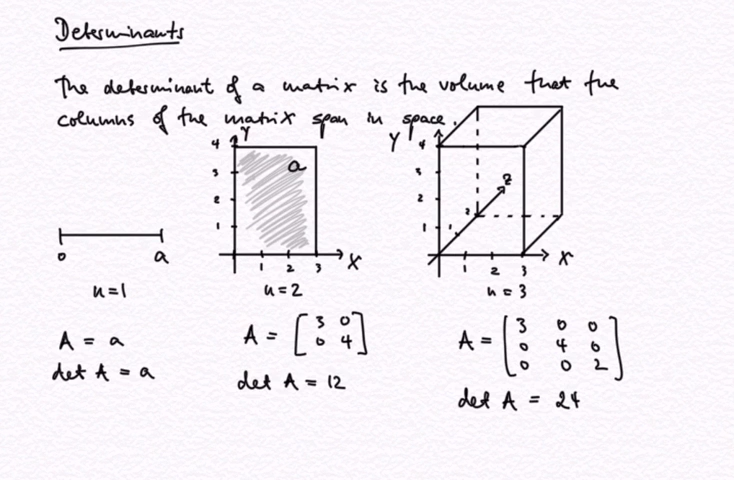 Determinants
The determinant of a matrix is the volume that the
columns of the matrix span in space.
0 a
n=1
A = a
det A = a
Y
4
3
2
1
a
1 2 3 X
n=2
A = [3 0
0 4]
det A = 12
Y
4
3
2
1
Z
2
1
1 2 3 X
n=3
A = [3 0 0
0 4 0
0 0 2]
det A = 24